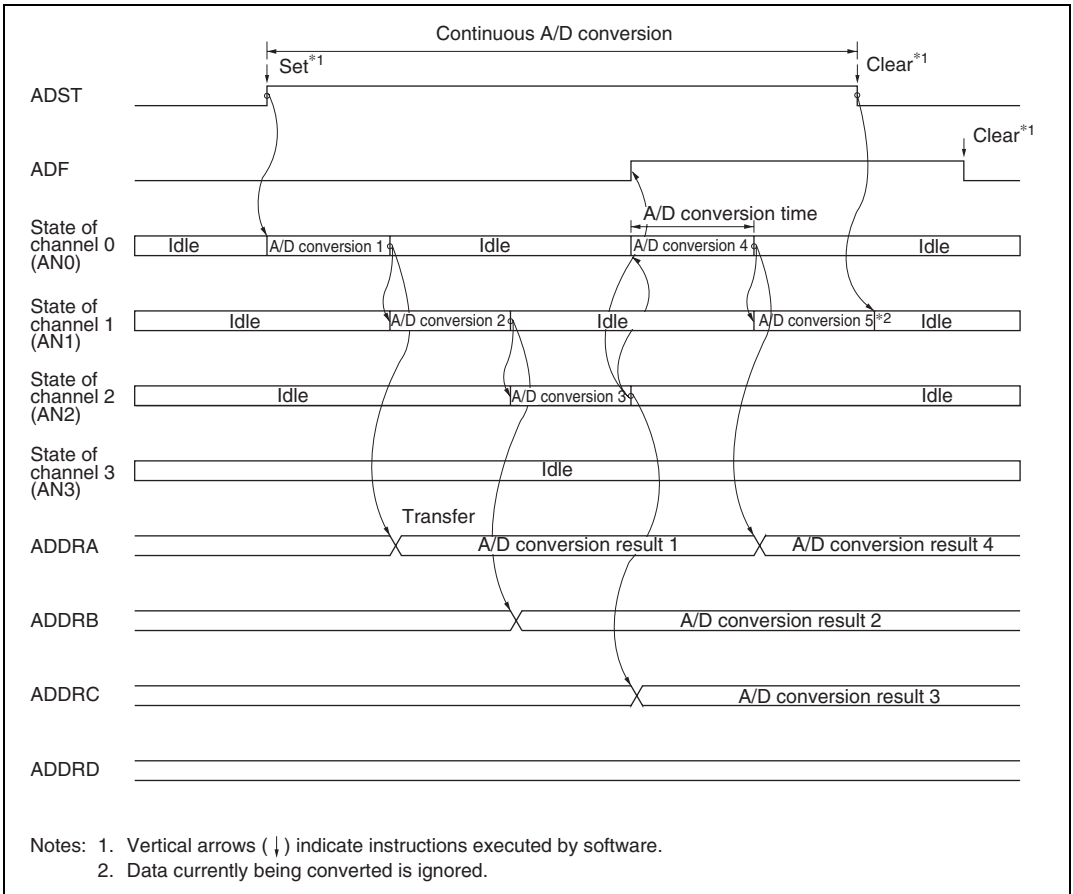 Continuous A/D conversion
Set*1
Clear*1
ADST
Clear*1
ADF
A/D conversion time
State of
channel 0
(AN0)
Idle
A/D conversion 1
Idle
A/D conversion 4
Idle
State of
channel 1
(AN1)
Idle
A/D conversion 2
Idle
A/D conversion 5*2
Idle
State of
channel 2
(AN2)
Idle
A/D conversion 3
Idle
State of
channel 3
(AN3)
Idle
Transfer
ADDRA
A/D conversion result 1
A/D conversion result 4
ADDRB
A/D conversion result 2
ADDRC
A/D conversion result 3
ADDRD
Notes: 1. Vertical arrows (↓) indicate instructions executed by software.
2. Data currently being converted is ignored.